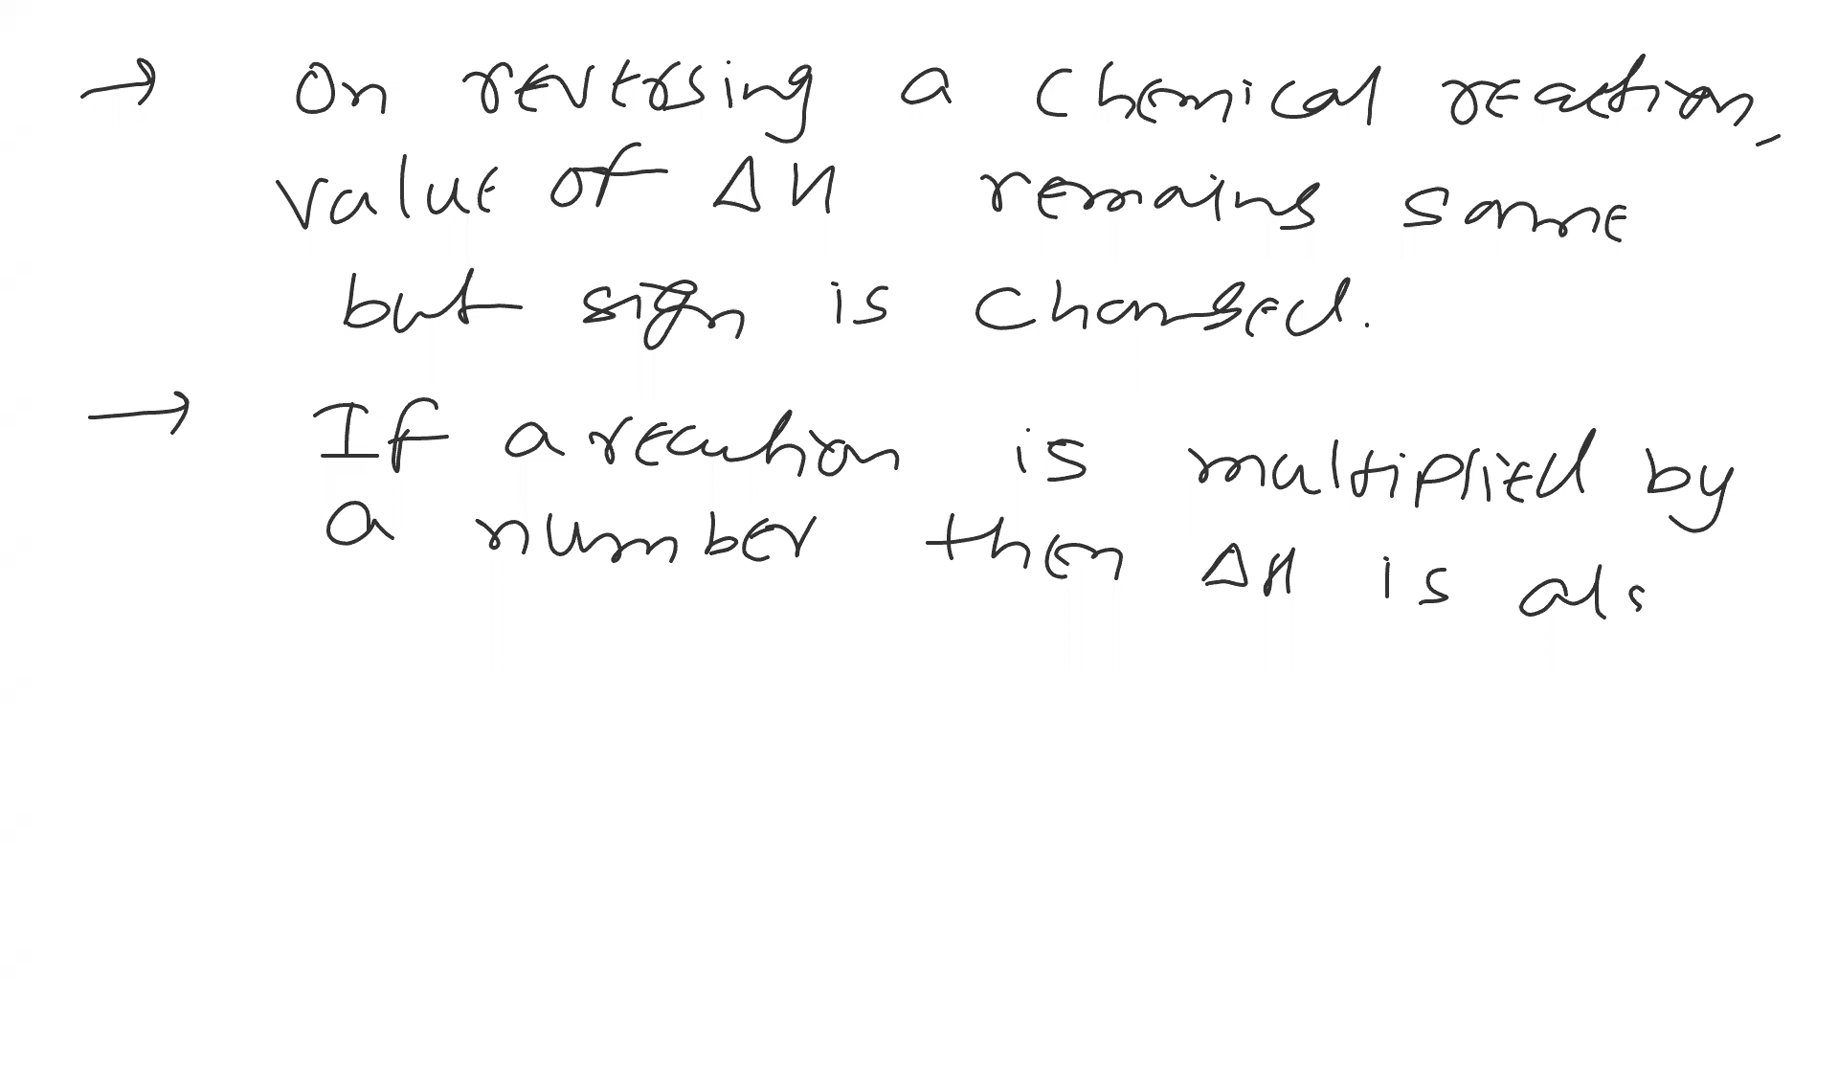 → On reversing a chemical reaction,
value of ΔH remains same
but sign is changed.
→ If a reaction is multiplied by
a number then ΔH is als